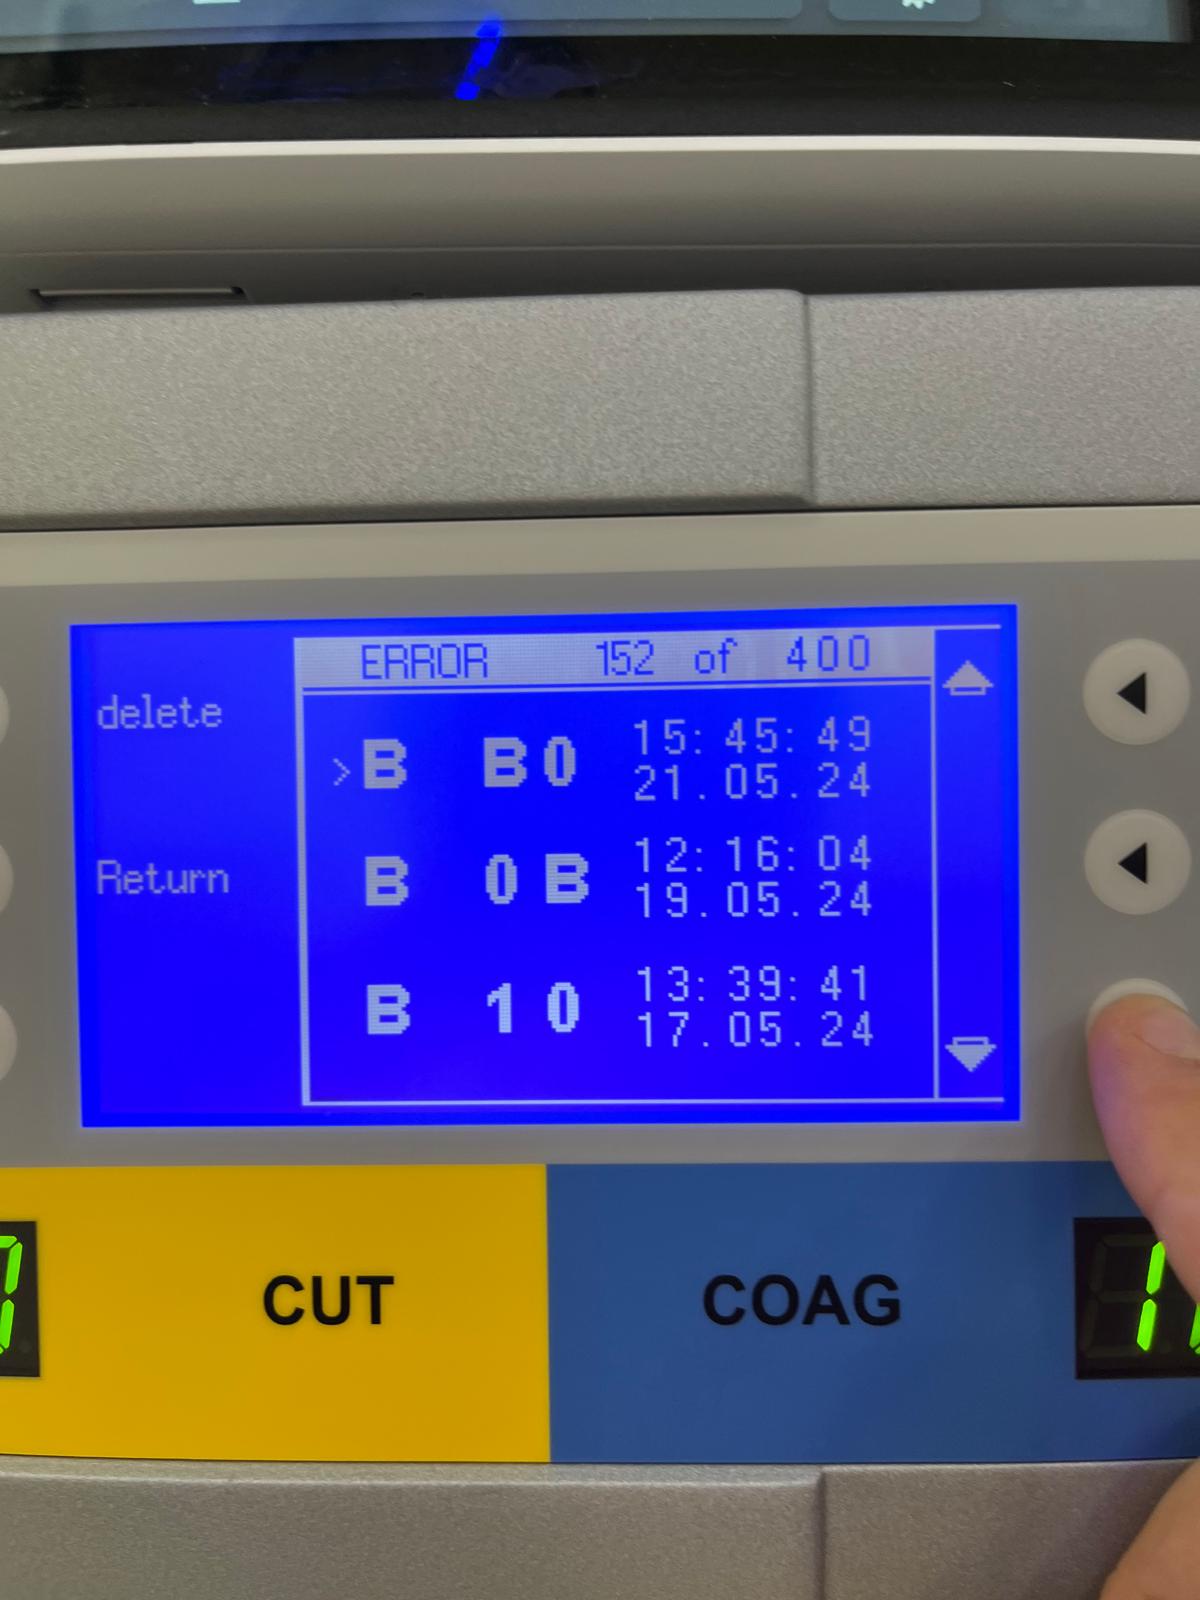 ERROR 152 of 400
delete
>B B0 15:45:49
21.05.24
B 0B 12:16:04
19.05.24
Return
B 10 13:39:41
17.05.24
CUT COAG